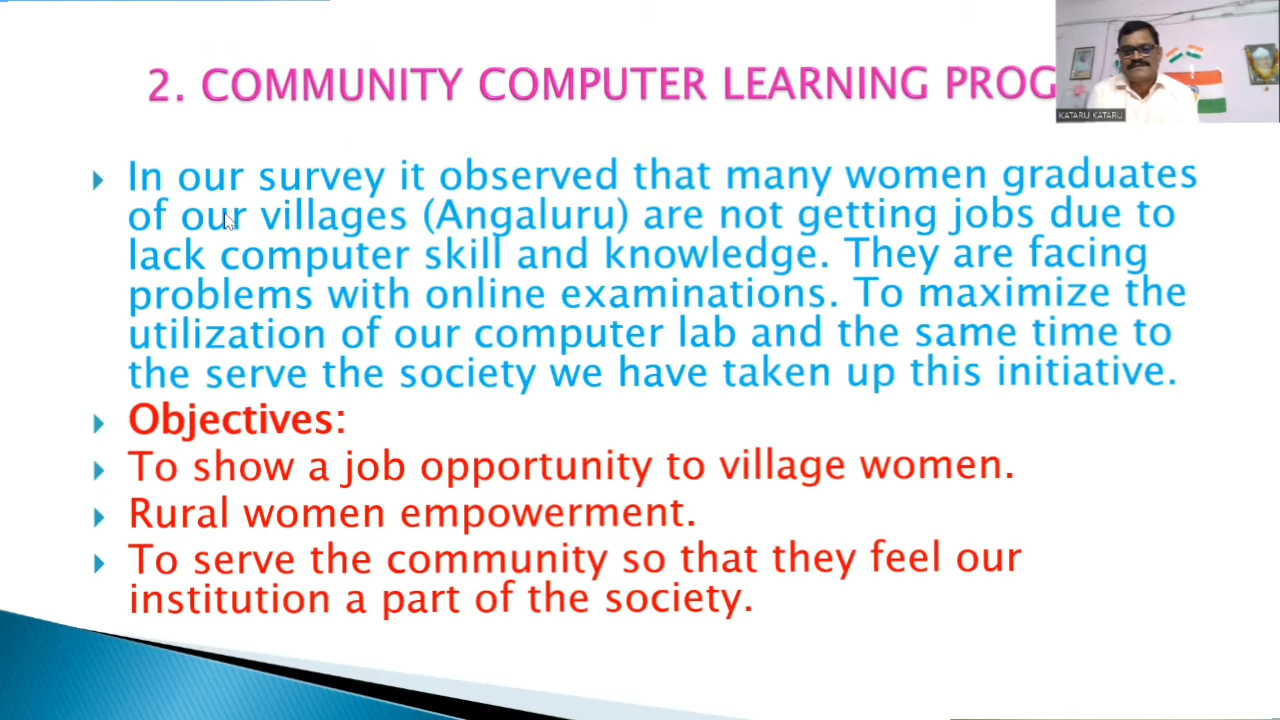 2. COMMUNITY COMPUTER LEARNING PROG
KATARU KATARU
In our survey it observed that many women graduates
of our villages (Angaluru) are not getting jobs due to
lack computer skill and knowledge. They are facing
problems with online examinations. To maximize the
utilization of our computer lab and the same time to
the serve the society we have taken up this initiative.
Objectives:
To show a job opportunity to village women.
Rural women empowerment.
To serve the community so that they feel our
institution a part of the society.